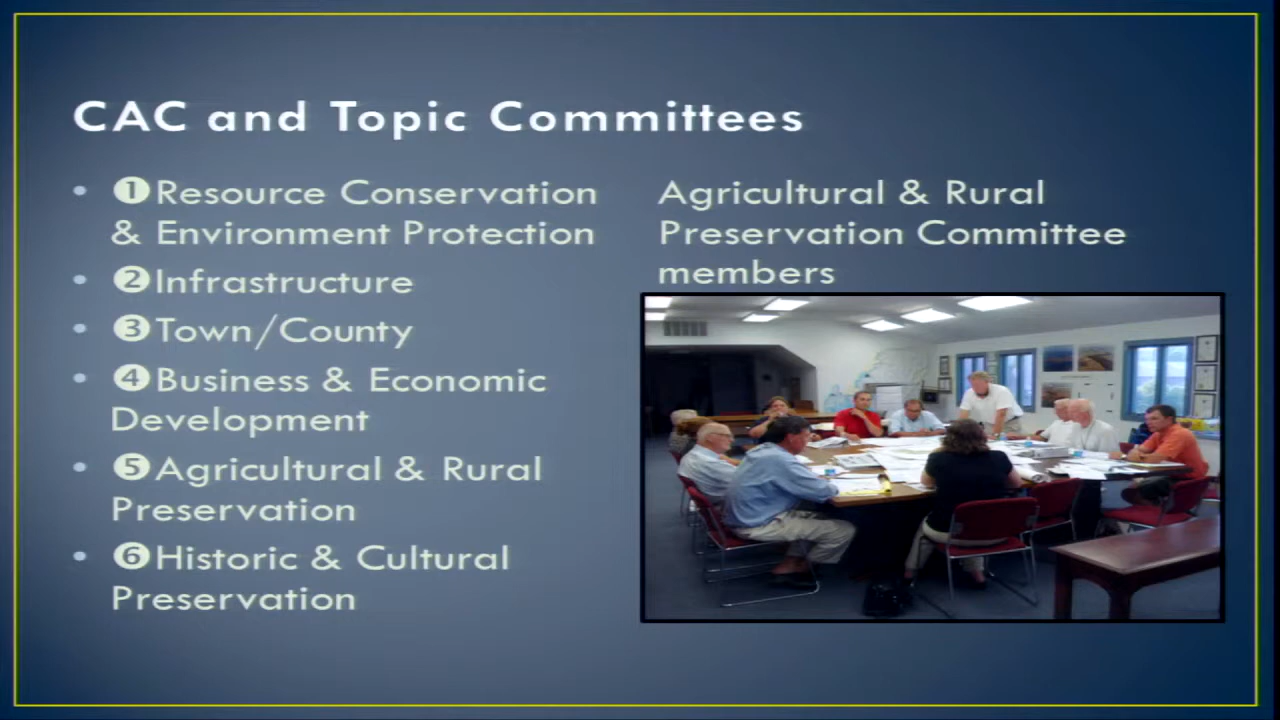 CAC and Topic Committees
• ❶Resource Conservation
& Environment Protection
• ❷Infrastructure
• ❸Town/County
• ❹Business & Economic
Development
• ❺Agricultural & Rural
Preservation
• ❻Historic & Cultural
Preservation
Agricultural & Rural
Preservation Committee
members